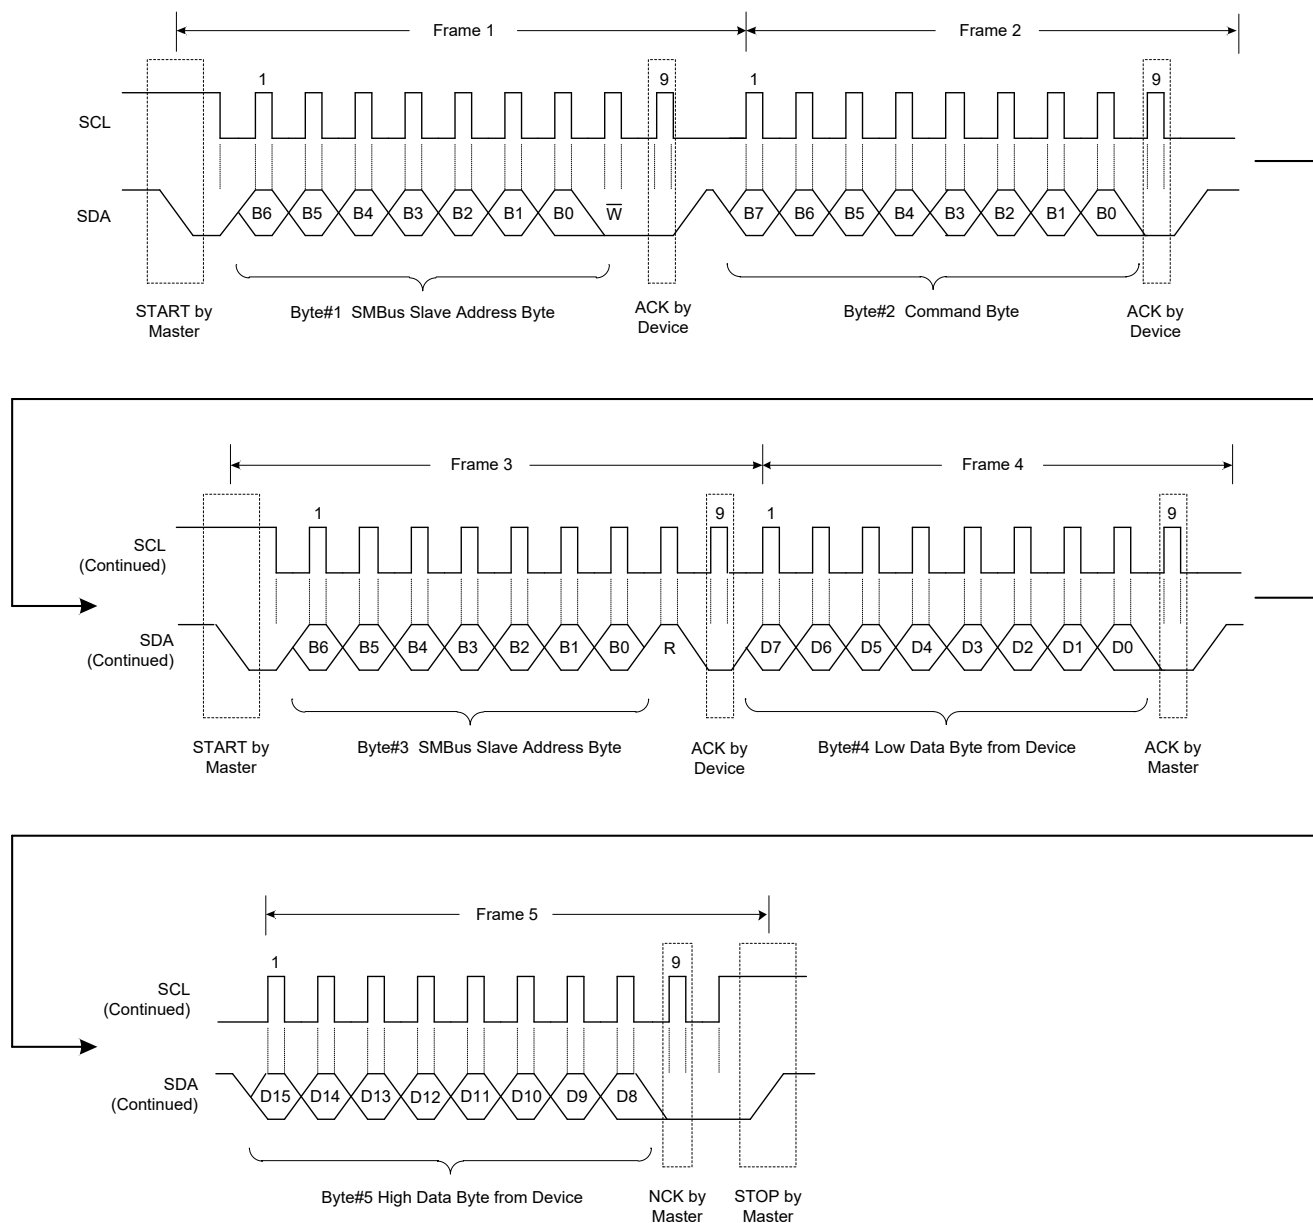 Frame 1 Frame 2
1 9 1 9
SCL
SDA B6 B5 B4 B3 B2 B1 B0 W̅ B7 B6 B5 B4 B3 B2 B1 B0
START by
Master
Byte#1 SMBus Slave Address Byte
ACK by
Device
Byte#2 Command Byte
ACK by
Device
Frame 3 Frame 4
1 9 1 9
SCL
(Continued)
SDA
(Continued)
B6 B5 B4 B3 B2 B1 B0 R D7 D6 D5 D4 D3 D2 D1 D0
START by
Master
Byte#3 SMBus Slave Address Byte
ACK by
Device
Byte#4 Low Data Byte from Device
ACK by
Master
Frame 5
1 9
SCL
(Continued)
SDA
(Continued)
D15 D14 D13 D12 D11 D10 D9 D8
Byte#5 High Data Byte from Device
NCK by
Master
STOP by
Master